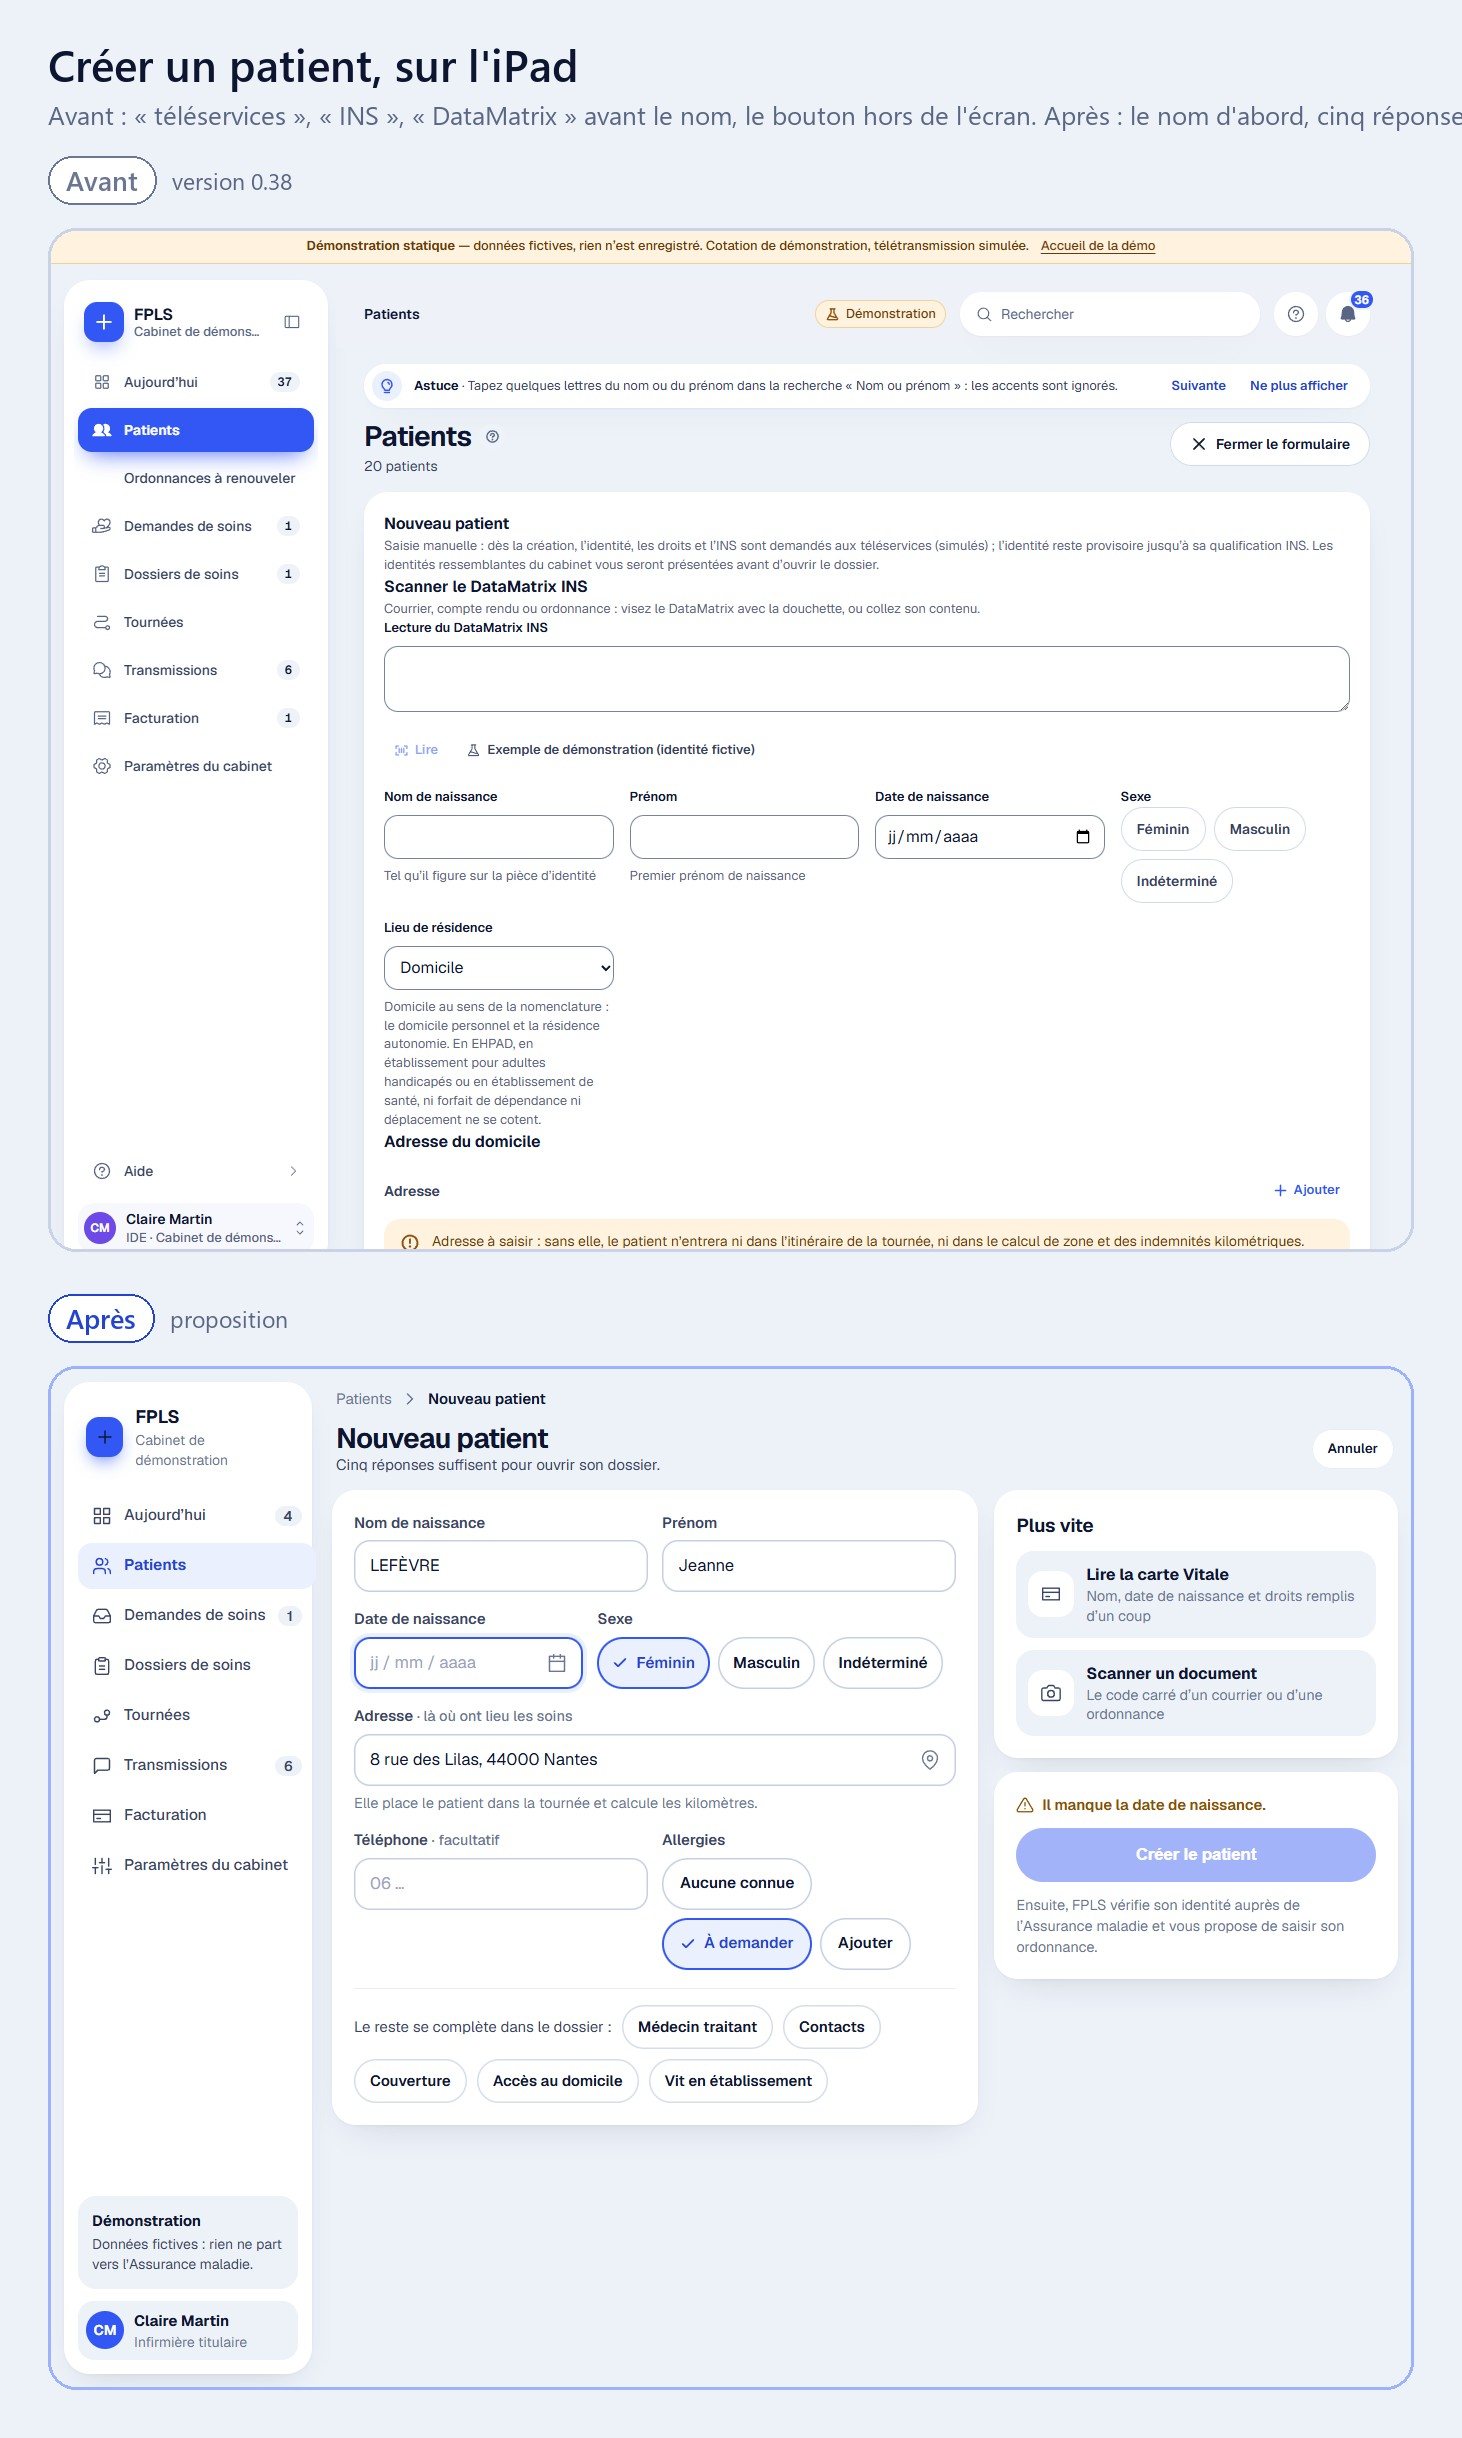 Créer un patient, sur l'iPad
Avant : « téléservices », « INS », « DataMatrix » avant le nom, le bouton hors de l'écran. Après : le nom d'abord, cinq réponse
Avant version 0.38
Démonstration statique — données fictives, rien n'est enregistré. Cotation de démonstration, télétransmission simulée. Accueil de la démo
FPLS
Cabinet de démons...
Aujourd'hui 37
Patients
Ordonnances à renouveler
Demandes de soins 1
Dossiers de soins 1
Tournées
Transmissions 6
Facturation 1
Paramètres du cabinet
Aide
CM
Claire Martin
IDE · Cabinet de démons...
Patients
Démonstration
Rechercher
36
Astuce · Tapez quelques lettres du nom ou du prénom dans la recherche « Nom ou prénom » : les accents sont ignorés.
Suivante
Ne plus afficher
Patients
20 patients
Fermer le formulaire
Nouveau patient
Saisie manuelle : dès la création, l'identité, les droits et l'INS sont demandés aux téléservices (simulés) ; l'identité reste provisoire jusqu'à sa qualification INS. Les
identités ressemblantes du cabinet vous seront présentées avant d'ouvrir le dossier.
Scanner le DataMatrix INS
Courrier, compte rendu ou ordonnance : visez le DataMatrix avec la douchette, ou collez son contenu.
Lecture du DataMatrix INS
Lire
Exemple de démonstration (identité fictive)
Nom de naissance
Tel qu'il figure sur la pièce d'identité
Prénom
Premier prénom de naissance
Date de naissance
jj/mm/aaaa
Sexe
Féminin
Masculin
Indéterminé
Lieu de résidence
Domicile
Domicile au sens de la nomenclature :
le domicile personnel et la résidence
autonomie. En EHPAD, en
établissement pour adultes
handicapés ou en établissement de
santé, ni forfait de dépendance ni
déplacement ne se cotent.
Adresse du domicile
Adresse
Ajouter
Adresse à saisir : sans elle, le patient n'entrera ni dans l'itinéraire de la tournée, ni dans le calcul de zone et des indemnités kilométriques.
Après proposition
FPLS
Cabinet de
démonstration
Aujourd'hui 4
Patients
Demandes de soins 1
Dossiers de soins
Tournées
Transmissions 6
Facturation
Paramètres du cabinet
Démonstration
Données fictives : rien ne part
vers l'Assurance maladie.
CM
Claire Martin
Infirmière titulaire
Patients > Nouveau patient
Nouveau patient
Cinq réponses suffisent pour ouvrir son dossier.
Annuler
Nom de naissance
LEFÈVRE
Prénom
Jeanne
Date de naissance
jj / mm / aaaa
Sexe
Féminin
Masculin
Indéterminé
Adresse · là où ont lieu les soins
8 rue des Lilas, 44000 Nantes
Elle place le patient dans la tournée et calcule les kilomètres.
Téléphone · facultatif
06 ...
Allergies
Aucune connue
À demander
Ajouter
Le reste se complète dans le dossier :
Médecin traitant
Contacts
Couverture
Accès au domicile
Vit en établissement
Plus vite
Lire la carte Vitale
Nom, date de naissance et droits remplis
d'un coup
Scanner un document
Le code carré d'un courrier ou d'une
ordonnance
Il manque la date de naissance.
Créer le patient
Ensuite, FPLS vérifie son identité auprès de
l'Assurance maladie et vous propose de saisir son
ordonnance.